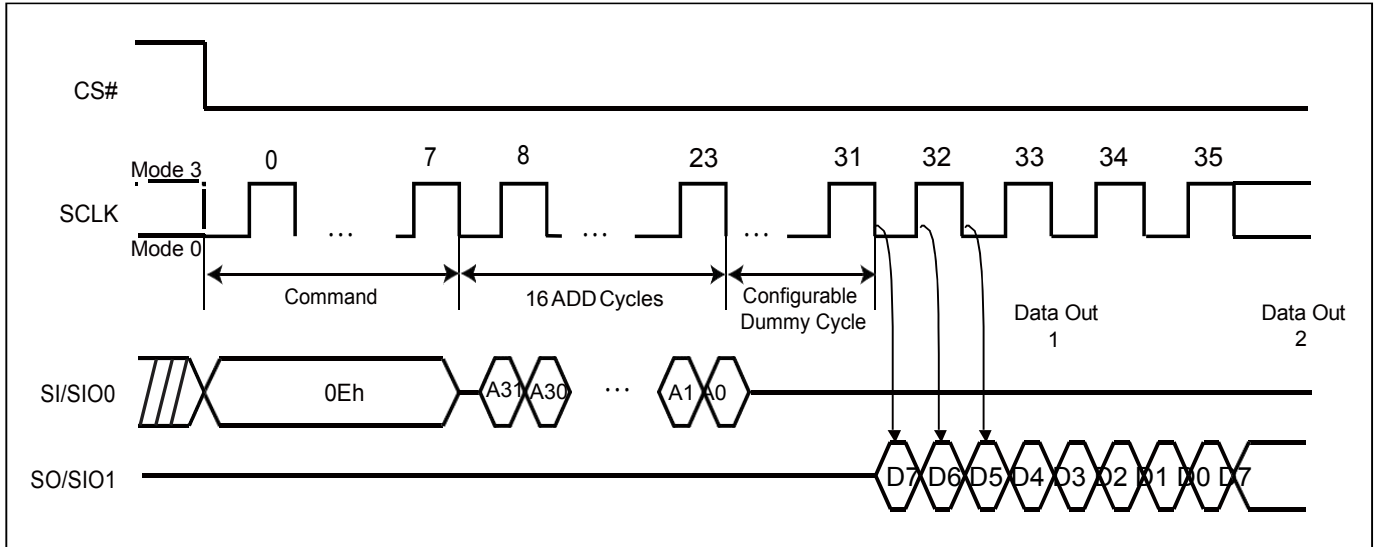 CS#
0 7 8 23 31 32 33 34 35
Mode 3
SCLK
Mode 0
... ... ...
Command
16 ADD Cycles
Configurable
Dummy Cycle
Data Out
1
Data Out
2
SI/SIO0
0Eh
A31 A30 ... A1 A0
SO/SIO1
D7 D6 D5 D4 D3 D2 D1 D0 D7